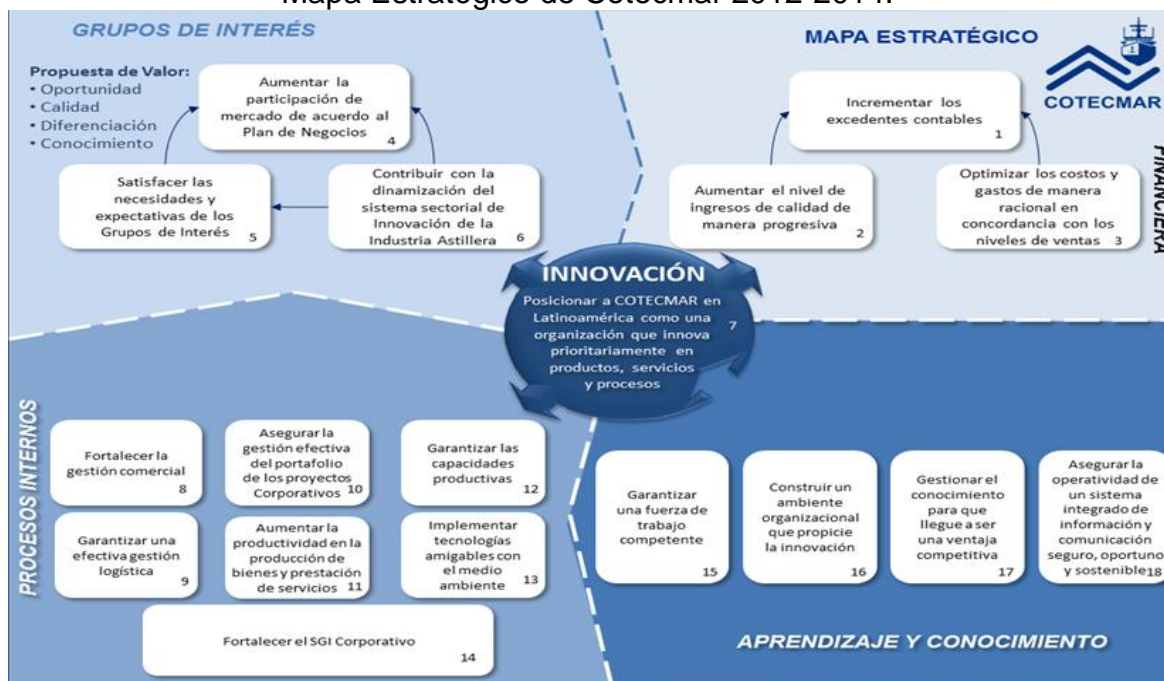 Mapa Estratégico de Cotecmar 2012-2014.
GRUPOS DE INTERÉS
Propuesta de Valor:
• Oportunidad
• Calidad
• Diferenciación
• Conocimiento
Aumentar la
participación de
mercado de acuerdo al
Plan de Negocios
4
Satisfacer las
necesidades y
expectativas de los
Grupos de Interés
5
Contribuir con la
dinamización del
sistema sectorial de
Innovación de la
Industria Astillera
6
MAPA ESTRATÉGICO
COTECMAR
FINANCIERA
Incrementar los
excedentes contables
1
Aumentar el nivel de
ingresos de calidad de
manera progresiva
2
Optimizar los costos y
gastos de manera
racional en
concordancia con los
niveles de ventas 3
INNOVACIÓN
Posicionar a COTECMAR en
Latinoamérica como una
organización que innova 7
prioritariamente en
productos, servicios
y procesos
PROCESOS INTERNOS
Fortalecer la
gestión comercial
8
Asegurar la
gestión efectiva
del portafolio
de los proyectos
Corporativos 10
Garantizar las
capacidades
productivas
12
Garantizar una
efectiva gestión
logística
9
Aumentar la
productividad en la
producción de
bienes y prestación
de servicios 11
Implementar
tecnologías
amigables con
el medio
ambiente 13
Fortalecer el SGI Corporativo
14
Garantizar
una fuerza de
trabajo
competente
15
Construir un
ambiente
organizacional
que propicie
la innovación
16
Gestionar el
conocimiento
para que
llegue a ser
una ventaja
competitiva
17
Asegurar la
operatividad de
un sistema
integrado de
información y
comunicación
seguro, oportuno
y sostenible 18
APRENDIZAJE Y CONOCIMIENTO